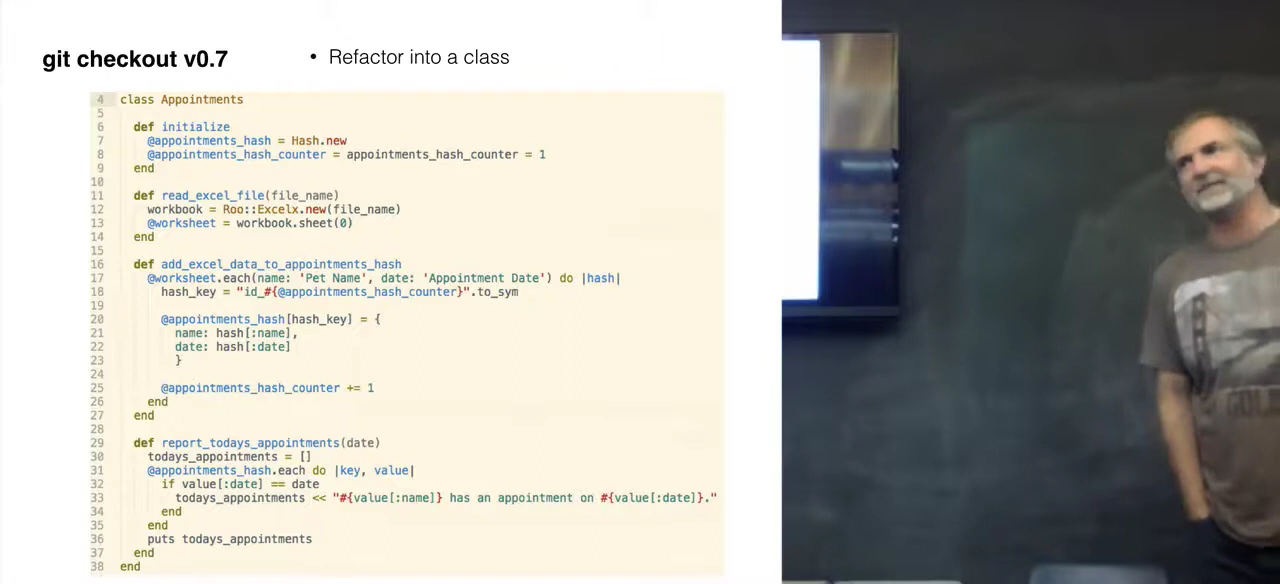 git checkout v0.7
• Refactor into a class
4 class Appointments
5
6 def initialize
7 @appointments_hash = Hash.new
8 @appointments_hash_counter = appointments_hash_counter = 1
9 end
10
11 def read_excel_file(file_name)
12 workbook = Roo::Excelx.new(file_name)
13 @worksheet = workbook.sheet(0)
14 end
15
16 def add_excel_data_to_appointments_hash
17 @worksheet.each(name: 'Pet Name', date: 'Appointment Date') do |hash|
18 hash_key = "id_#{@appointments_hash_counter}".to_sym
19
20 @appointments_hash[hash_key] = {
21 name: hash[:name],
22 date: hash[:date]
23 }
24
25 @appointments_hash_counter += 1
26 end
27 end
28
29 def report_todays_appointments(date)
30 todays_appointments = []
31 @appointments_hash.each do |key, value|
32 if value[:date] == date
33 todays_appointments << "#{value[:name]} has an appointment on #{value[:date]}."
34 end
35 end
36 puts todays_appointments
37 end
38 end